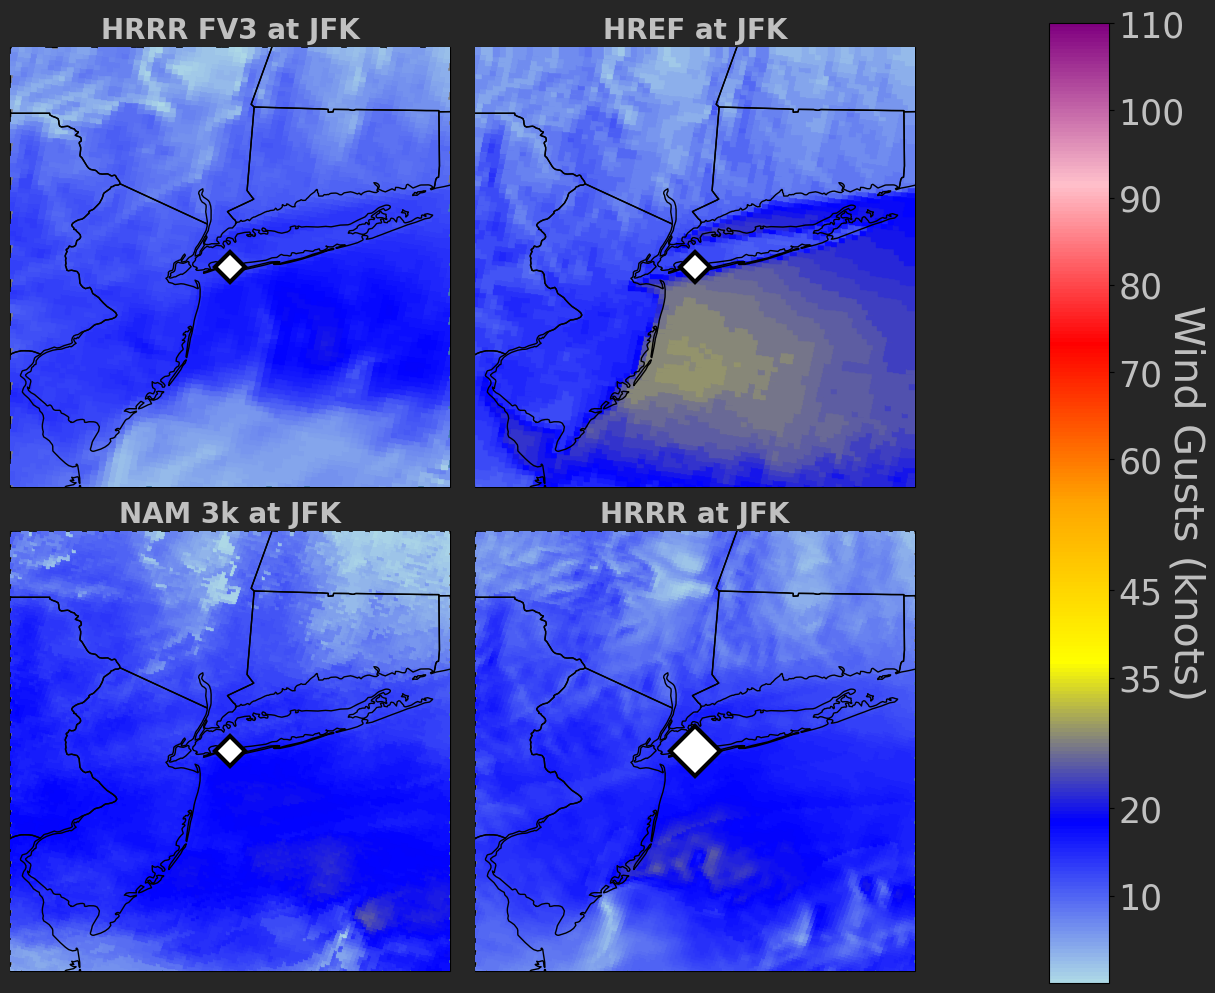 HRRR FV3 at JFK
HREF at JFK
NAM 3k at JFK
HRRR at JFK
110
100
90
80
70
60
45
35
20
10
Wind Gusts (knots)